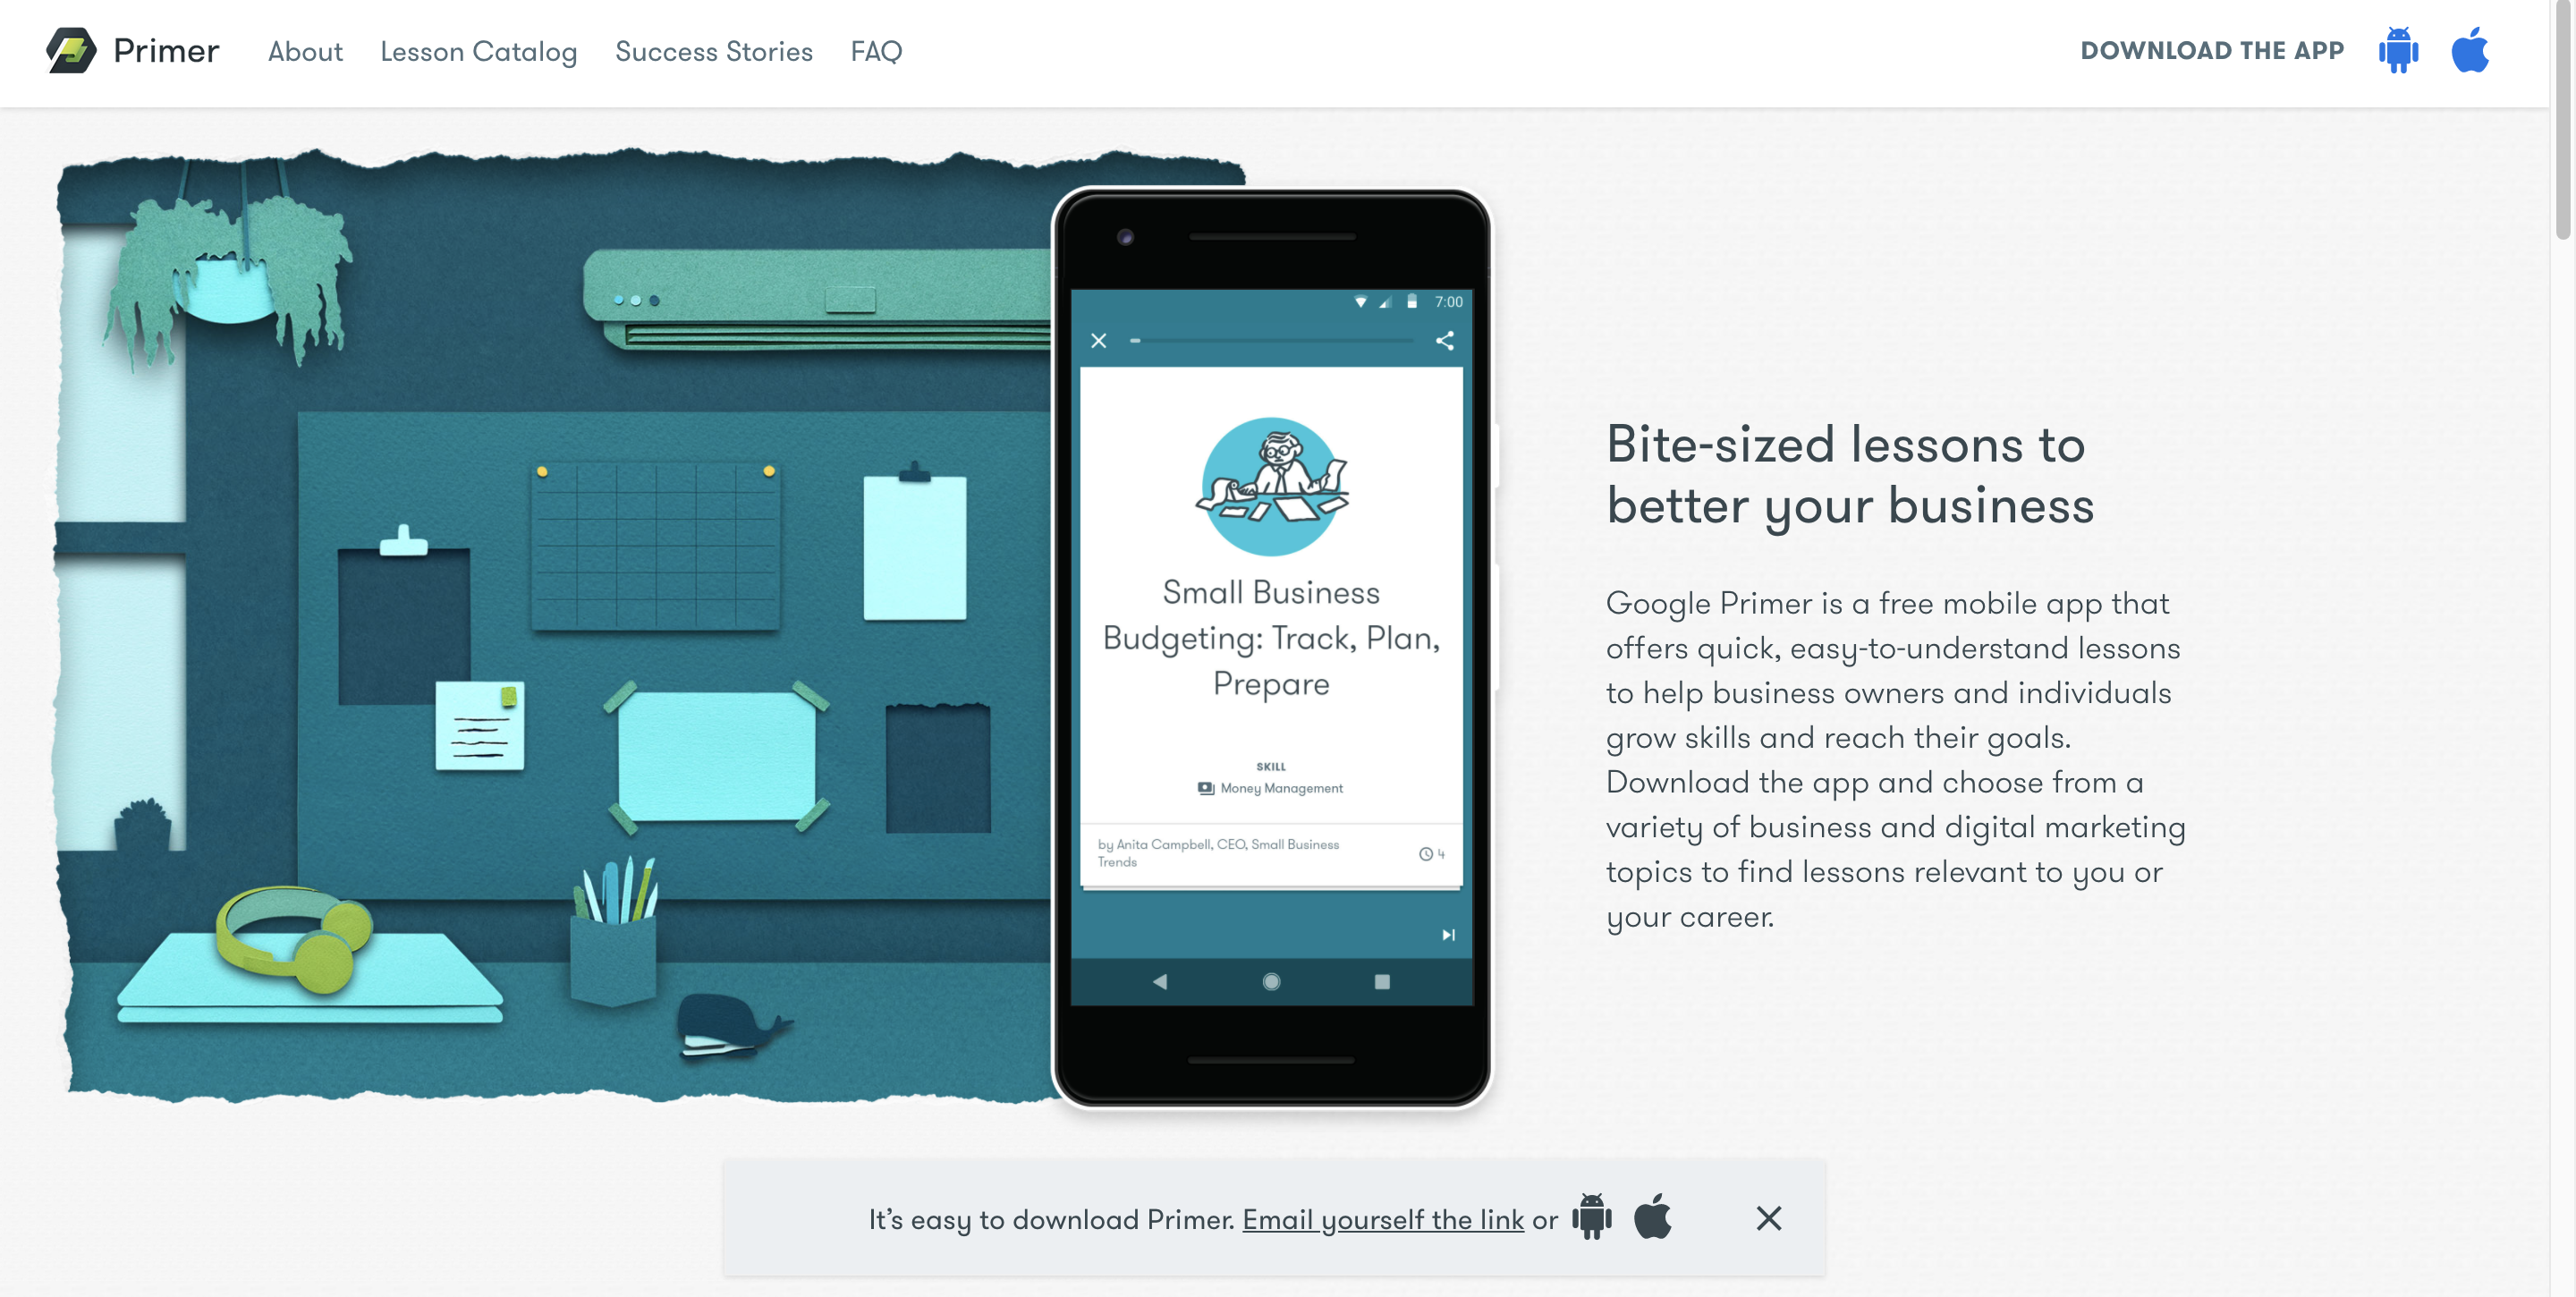 Primer
About
Lesson Catalog
Success Stories
FAQ
DOWNLOAD THE APP
7:00
Small Business
Budgeting: Track, Plan,
Prepare
SKILL
Money Management
by Anita Campbell, CEO, Small Business
Trends
4
Bite-sized lessons to
better your business
Google Primer is a free mobile app that
offers quick, easy-to-understand lessons
to help business owners and individuals
grow skills and reach their goals.
Download the app and choose from a
variety of business and digital marketing
topics to find lessons relevant to you or
your career.
It’s easy to download Primer. Email yourself the link or